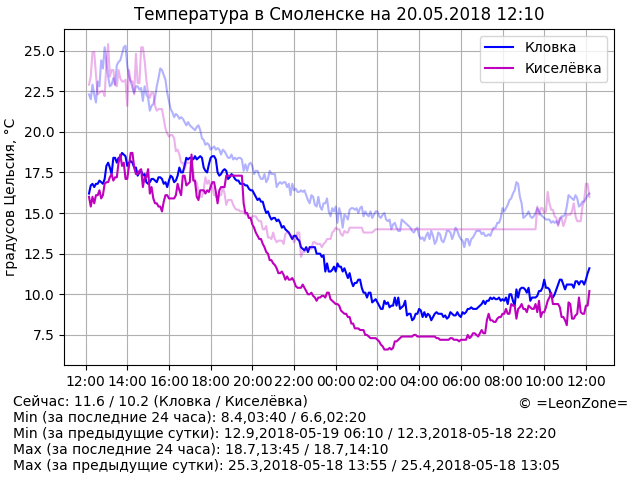 Температура в Смоленске на 20.05.2018 12:10
градусов Цельсия, °C
25.0
22.5
20.0
17.5
15.0
12.5
10.0
7.5
Кловка
Киселёвка
12:00 14:00 16:00 18:00 20:00 22:00 00:00 02:00 04:00 06:00 08:00 10:00 12:00
Сейчас: 11.6 / 10.2 (Кловка / Киселёвка)
© =LeonZone=
Min (за последние 24 часа): 8.4,03:40 / 6.6,02:20
Min (за предыдущие сутки): 12.9,2018-05-19 06:10 / 12.3,2018-05-18 22:20
Max (за последние 24 часа): 18.7,13:45 / 18.7,14:10
Max (за предыдущие сутки): 25.3,2018-05-18 13:55 / 25.4,2018-05-18 13:05